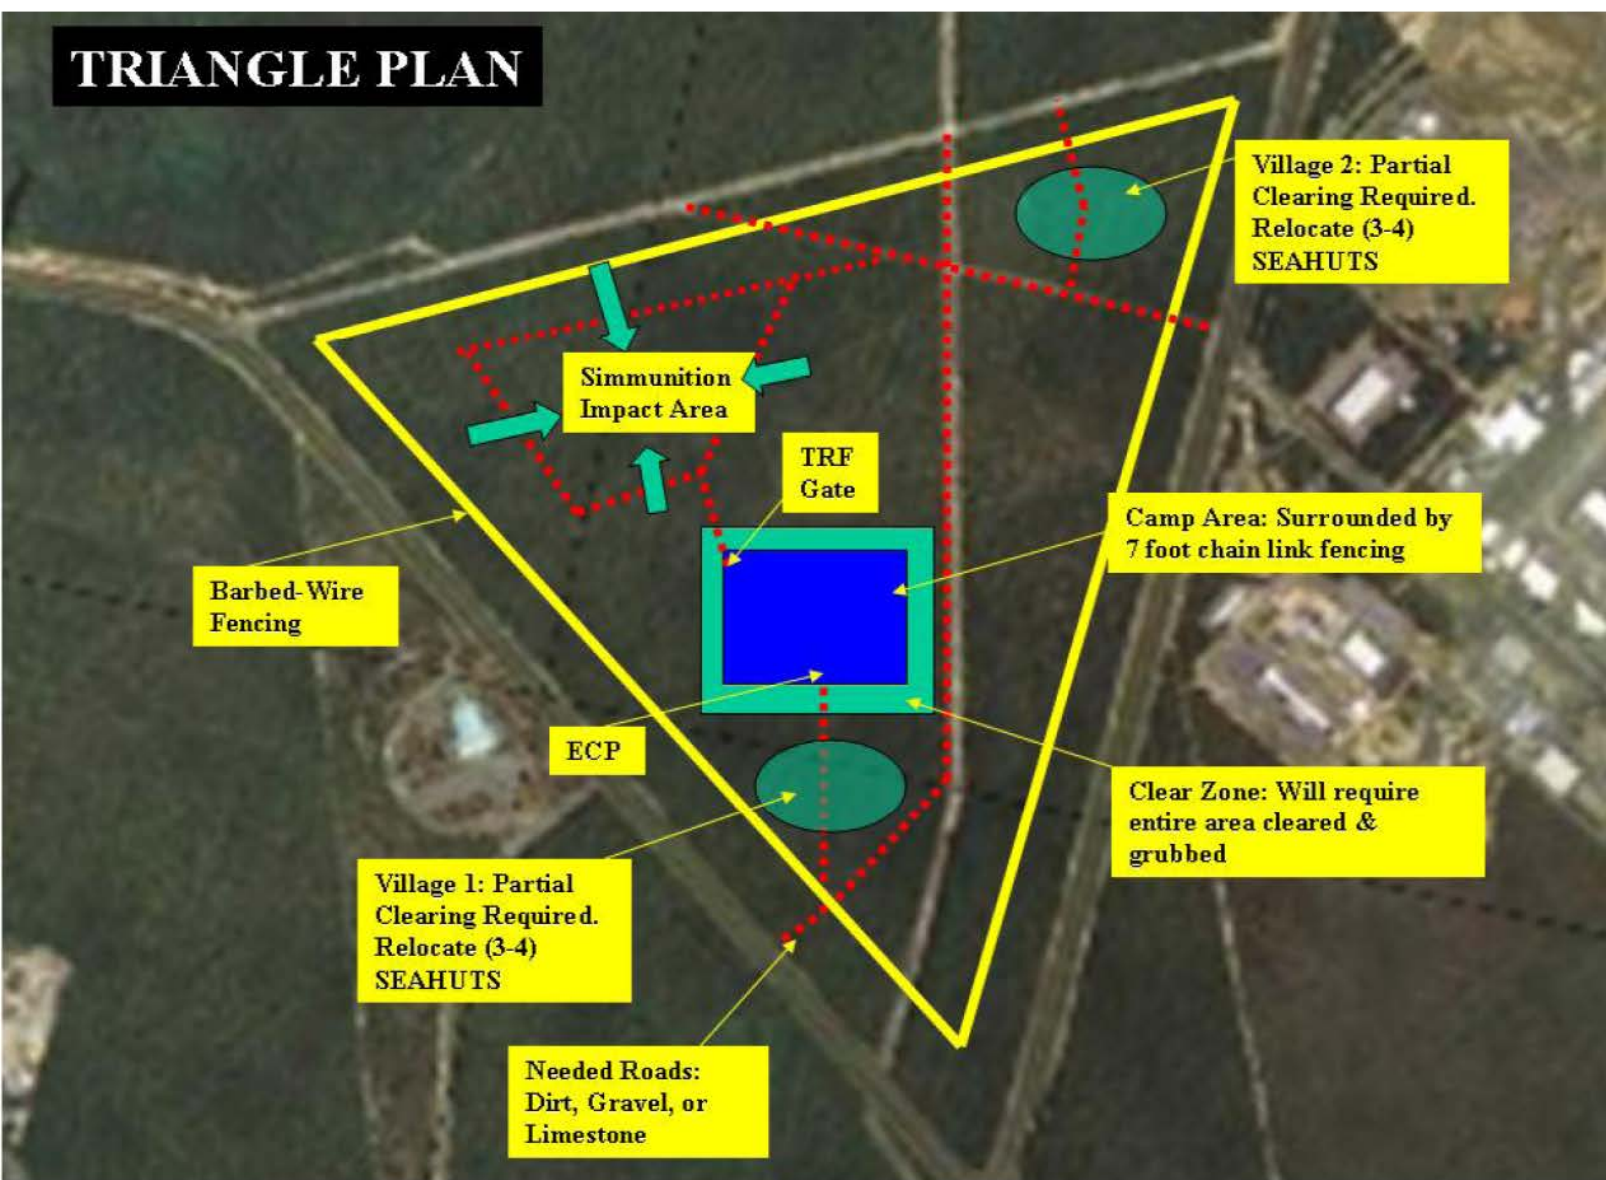 TRIANGLE PLAN
Village 2: Partial
Clearing Required.
Relocate (3-4)
SEAHUTS
Simmunition
Impact Area
TRF
Gate
Camp Area: Surrounded by
7 foot chain link fencing
Barbed-Wire
Fencing
ECP
Clear Zone: Will require
entire area cleared &
grubbed
Village 1: Partial
Clearing Required.
Relocate (3-4)
SEAHUTS
Needed Roads:
Dirt, Gravel, or
Limestone